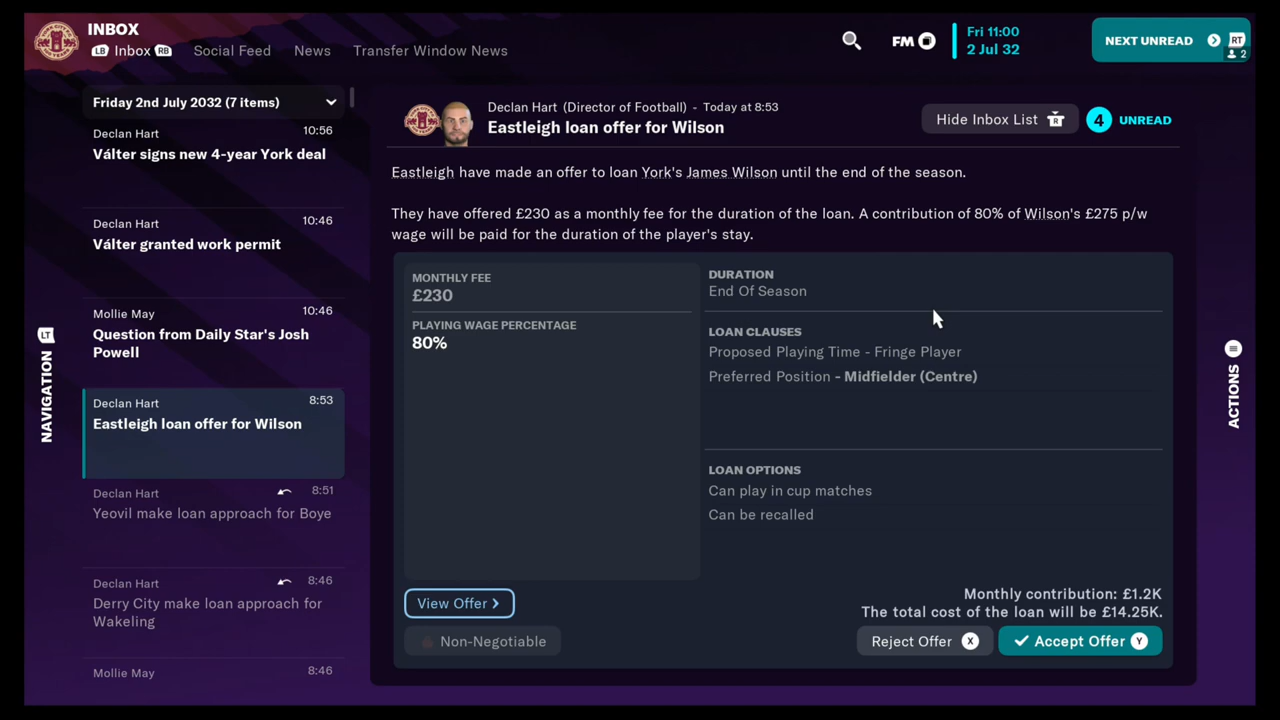 INBOX
LB Inbox RB Social Feed News Transfer Window News
FM
Fri 11:00
2 Jul 32
NEXT UNREAD RT
2
Friday 2nd July 2032 (7 items)
Declan Hart 10:56
Válter signs new 4-year York deal
Declan Hart 10:46
Válter granted work permit
Mollie May 10:46
Question from Daily Star's Josh
Powell
Declan Hart 8:53
Eastleigh loan offer for Wilson
Declan Hart 8:51
Yeovil make loan approach for Boye
Declan Hart 8:46
Derry City make loan approach for
Wakeling
Mollie May 8:46
LT
NAVIGATION
Declan Hart (Director of Football) - Today at 8:53
Eastleigh loan offer for Wilson
Hide Inbox List R
4 UNREAD
Eastleigh have made an offer to loan York's James Wilson until the end of the season.
They have offered £230 as a monthly fee for the duration of the loan. A contribution of 80% of Wilson's £275 p/w
wage will be paid for the duration of the player's stay.
MONTHLY FEE
£230
PLAYING WAGE PERCENTAGE
80%
DURATION
End Of Season
LOAN CLAUSES
Proposed Playing Time - Fringe Player
Preferred Position - Midfielder (Centre)
LOAN OPTIONS
Can play in cup matches
Can be recalled
View Offer
Monthly contribution: £1.2K
The total cost of the loan will be £14.25K.
Non-Negotiable
Reject Offer X
Accept Offer Y
ACTIONS